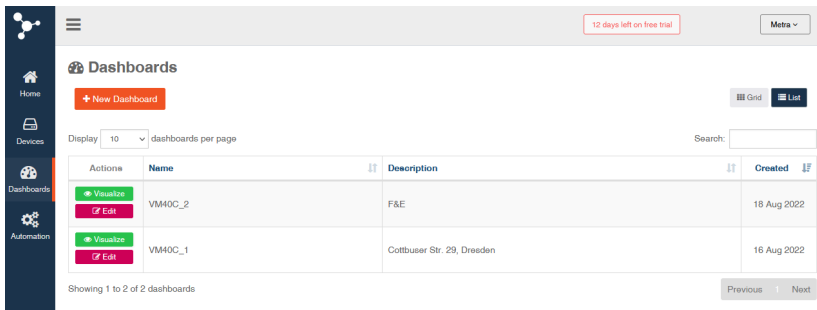 12 days left on free trial
Metra
Dashboards
Home
+ New Dashboard
Grid
List
Devices
Display 10 dashboards per page
Search:
Actions Name Description Created
Dashboards
Visualize
Edit
VM40C_2 F&E 18 Aug 2022
Automation
Visualize
Edit
VM40C_1 Cottbuser Str. 29, Dresden 16 Aug 2022
Showing 1 to 2 of 2 dashboards
Previous 1 Next